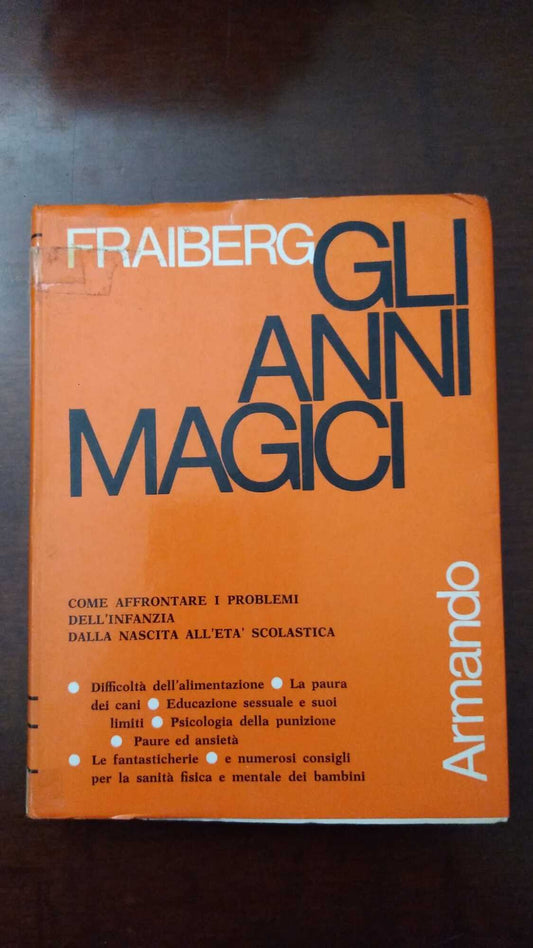 FRAIBERG
GLI
ANNI
MAGICI
COME AFFRONTARE I PROBLEMI
DELL'INFANZIA
DALLA NASCITA ALL'ETA' SCOLASTICA
● Difficoltà dell'alimentazione ● La paura
dei cani ● Educazione sessuale e suoi
limiti ● Psicologia della punizione
● Paure ed ansietà
● Le fantasticherie ● e numerosi consigli
per la sanità fisica e mentale dei bambini
Armando